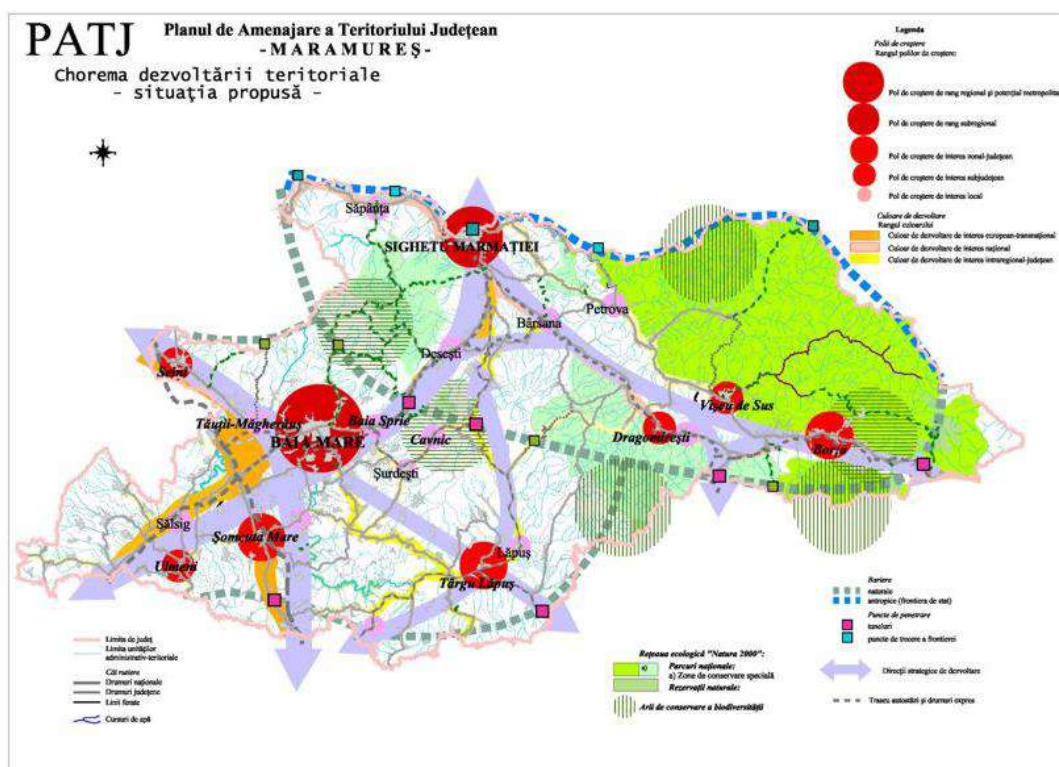 PATJ
Planul de Amenajare a Teritoriului Județean
- M A R A M U R E Ș -
Chorema dezvoltării teritoriale
- situația propusă -
Legenda
Polii de creștere
Rangul polilor de creștere:
Pol de creștere de rang regional și potențial metropolita
Pol de creștere de rang subregional
Pol de creștere de interes zonal-județean
Pol de creștere de interes subjudețean
Pol de creștere de interes local
Culoare de dezvoltare
Rangul culoarului
Culoar de dezvoltare de interes european-transnațional
Culoar de dezvoltare de interes național
Culoar de dezvoltare de interes intraregional-județean
Săpânța
SIGHETU MARMAȚIEI
Petrova
Bârsana
Desești
Seini
Vișeu de Sus
Tăuții-Măgherăuș
Baia Sprie
BAIA MARE
Cavnic
Dragomirești
Borșa
Șurdești
Sălsig
Șomcuta Mare
Lăpuș
Ulmeni
Târgu Lăpuș
Bariere
naturale
antropice (frontiera de stat)
Puncte de penetrare
tuneluri
puncte de trecere a frontierei
Direcții strategice de dezvoltare
Traseu autostrăzi și drumuri expres
Rețeaua ecologică "Natura 2000":
a)
Parcuri naționale:
a) Zone de conservare specială
Rezervații naturale:
Arii de conservare a biodiversității
Limita de județ
Limita unităților
administrativ-teritoriale
Căi rutiere
Drumuri naționale
Drumuri județene
Linii ferate
Cursuri de apă